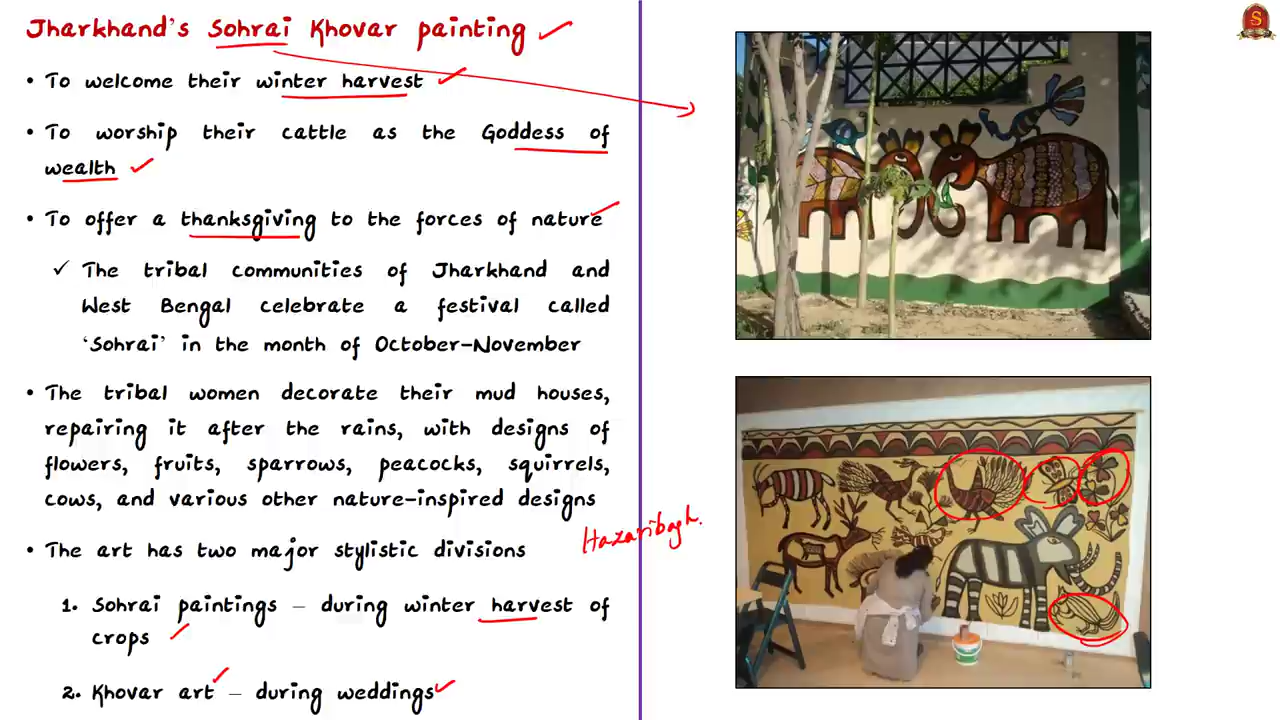 Jharkhand's Sohrai Khovar painting
• To welcome their winter harvest
• To worship their cattle as the Goddess of
wealth
• To offer a thanksgiving to the forces of nature
✓ The tribal communities of Jharkhand and
West Bengal celebrate a festival called
‘Sohrai’ in the month of October–November
• The tribal women decorate their mud houses,
repairing it after the rains, with designs of
flowers, fruits, sparrows, peacocks, squirrels,
cows, and various other nature-inspired designs
Hazaribagh.
• The art has two major stylistic divisions
1. Sohrai paintings – during winter harvest of
crops
2. Khovar art – during weddings